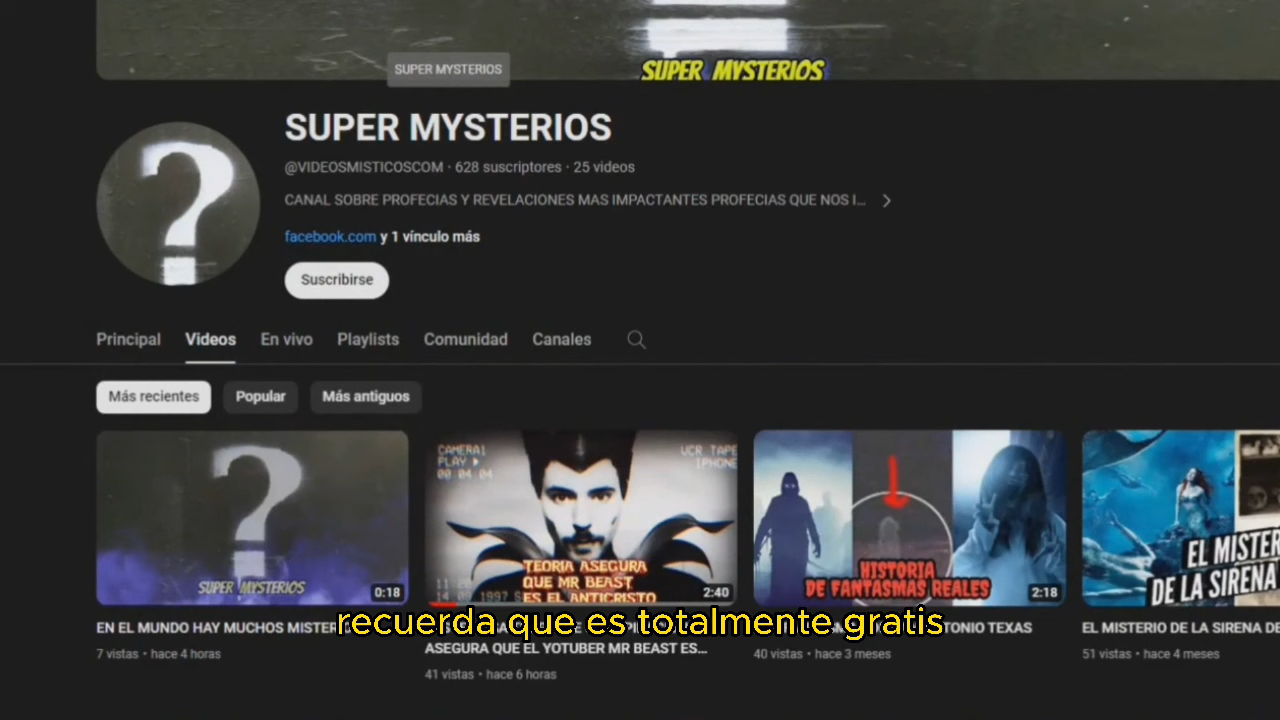 SUPER MYSTERIOS
SUPER MYSTERIOS
SUPER MYSTERIOS
@VIDEOSMISTICOSCOM · 628 suscriptores · 25 videos
CANAL SOBRE PROFECIAS Y REVELACIONES MAS IMPACTANTES PROFECIAS QUE NOS I...
facebook.com y 1 vínculo más
Suscribirse
Principal Videos En vivo Playlists Comunidad Canales
Más recientes Popular Más antiguos
SUPER MYSTERIOS
0:18
CAMERA1
PLAY
00 04:04
VCR TAPE
IPHONE
TEORIA ASEGURA
QUE MR BEAST
ES EL ANTICRISTO
2:40
HISTORIA
DE FANTASMAS REALES
2:18
EL MISTER
DE LA SIRENA
recuerda que es totalmente gratis
EN EL MUNDO HAY MUCHOS MISTER
7 vistas • hace 4 horas
ASEGURA QUE EL YOTUBER MR BEAST ES...
41 vistas • hace 6 horas
TONIO TEXAS
40 vistas • hace 3 meses
EL MISTERIO DE LA SIRENA DE
51 vistas • hace 4 meses